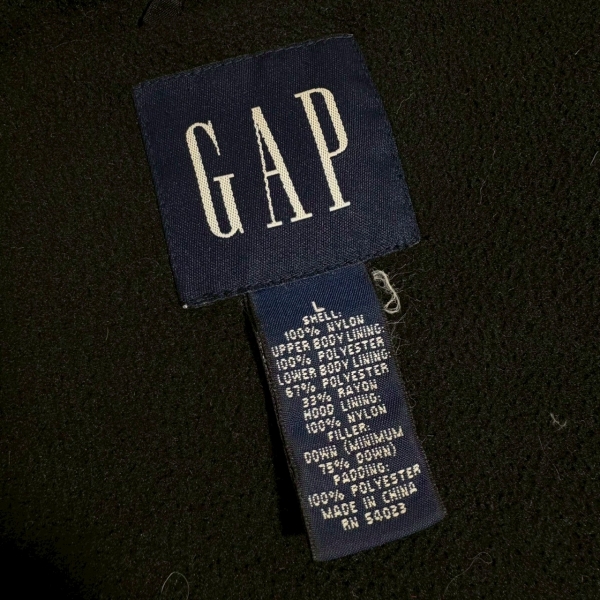 GAP
L
SHELL:
100% NYLON
UPPER BODY LINING:
100% POLYESTER
LOWER BODY LINING:
67% POLYESTER
33% RAYON
HOOD LINING:
100% NYLON
FILLER:
DOWN (MINIMUM
75% DOWN)
PADDING:
100% POLYESTER
MADE IN CHINA
RN 54023